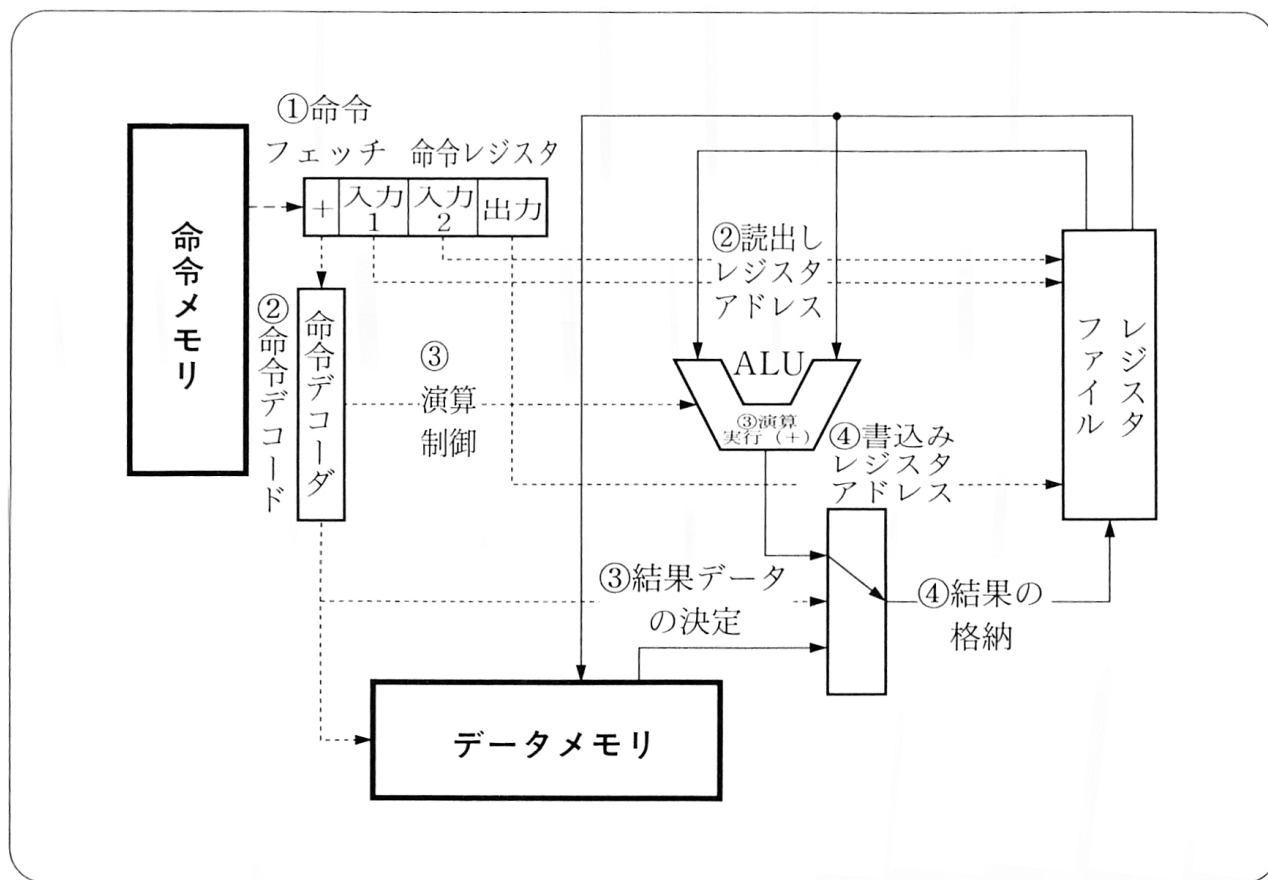 ①命令
フェッチ
命令レジスタ
+
入力
1
入力
2
出力
命令メモリ
②命令デコード
命令デコーダ
③
演算
制御
②読出し
レジスタ
アドレス
ALU
③演算
実行（+）
④書込み
レジスタ
アドレス
レジスタ
ファイル
③結果データ
の決定
④結果の
格納
データメモリ